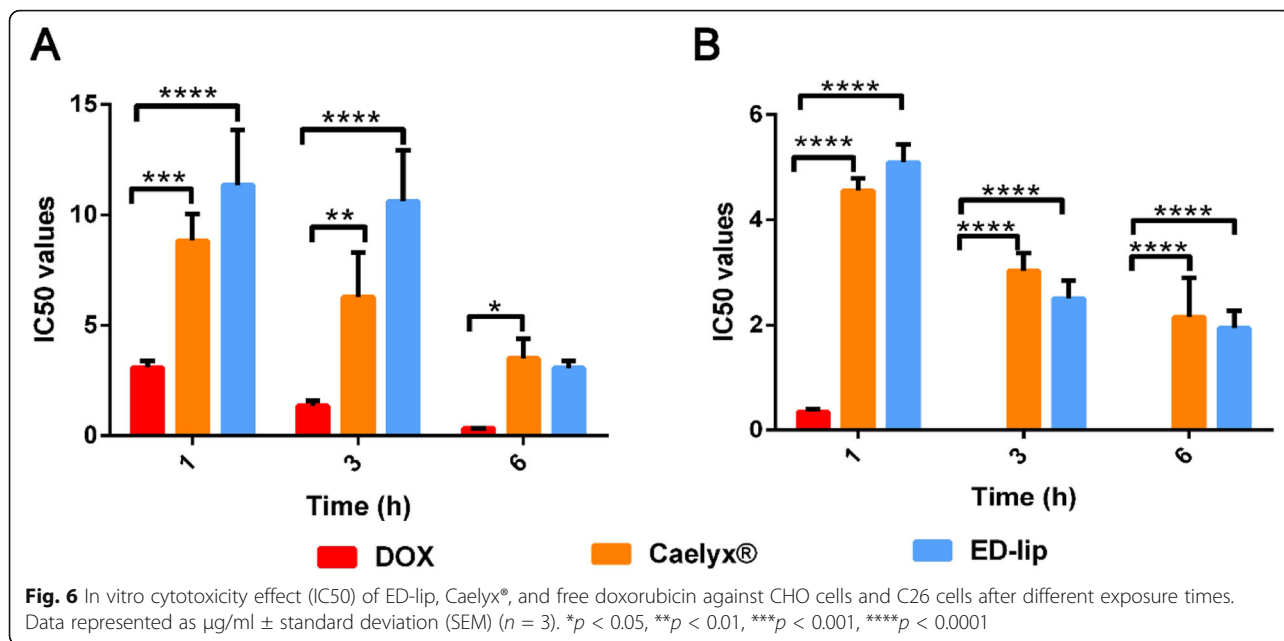 A
B
****
***
****
**
*
15
10
5
0
IC50 values
1
3
6
Time (h)
****
****
****
****
****
****
6
4
2
0
IC50 values
1
3
6
Time (h)
DOX Caelyx® ED-lip
Fig. 6 In vitro cytotoxicity effect (IC50) of ED-lip, Caelyx®, and free doxorubicin against CHO cells and C26 cells after different exposure times.
Data represented as μg/ml ± standard deviation (SEM) (n = 3). *p < 0.05, **p < 0.01, ***p < 0.001, ****p < 0.0001